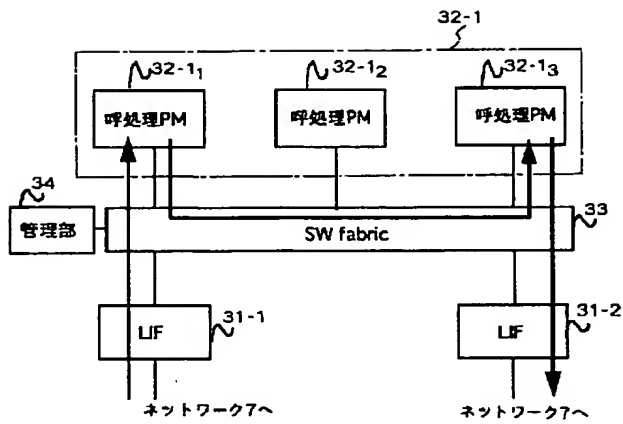 32-1
32-1₁
32-1₂
32-1₃
呼処理PM
呼処理PM
呼処理PM
34
管理部
SW fabric
33
31-1
LIF
31-2
LIF
ネットワーク7へ
ネットワーク7へ